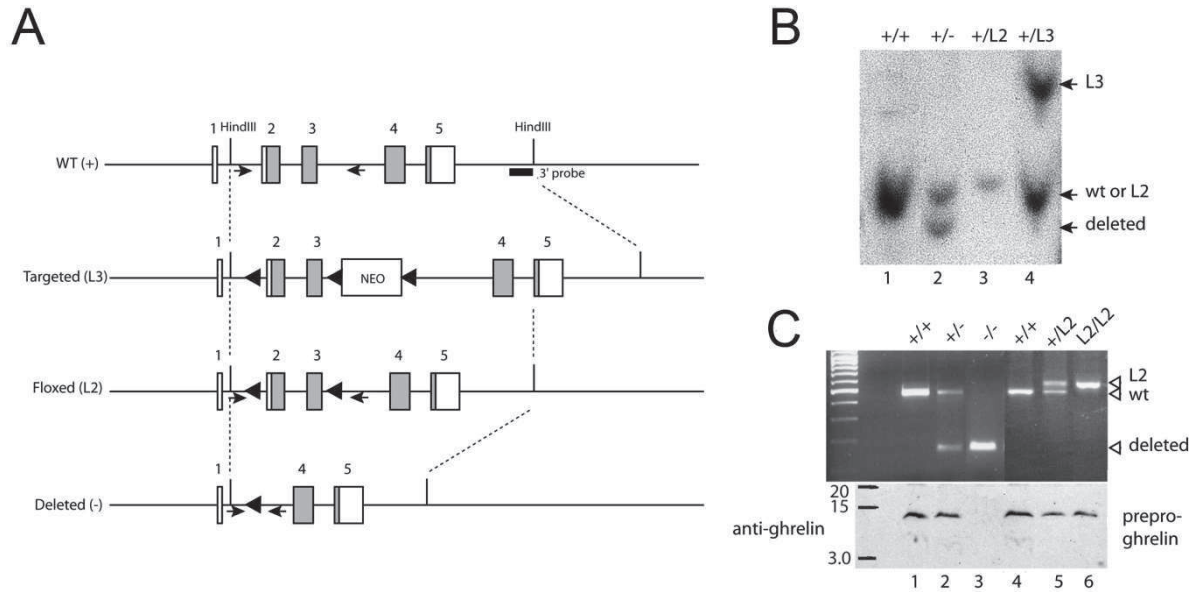 A
1 HindIII 2 3 4 5 HindIII
WT (+)
3' probe
1 2 3 4 5
Targeted (L3)
NEO
1 2 3 4 5
Floxed (L2)
1 4 5
Deleted (-)
B
+/+ +/- +/L2 +/L3
L3
wt or L2
deleted
1 2 3 4
C
+/+ +/- -/- +/+ +/L2 L2/L2
L2
wt
deleted
20
15
anti-ghrelin
prepro-
ghrelin
3.0
1 2 3 4 5 6